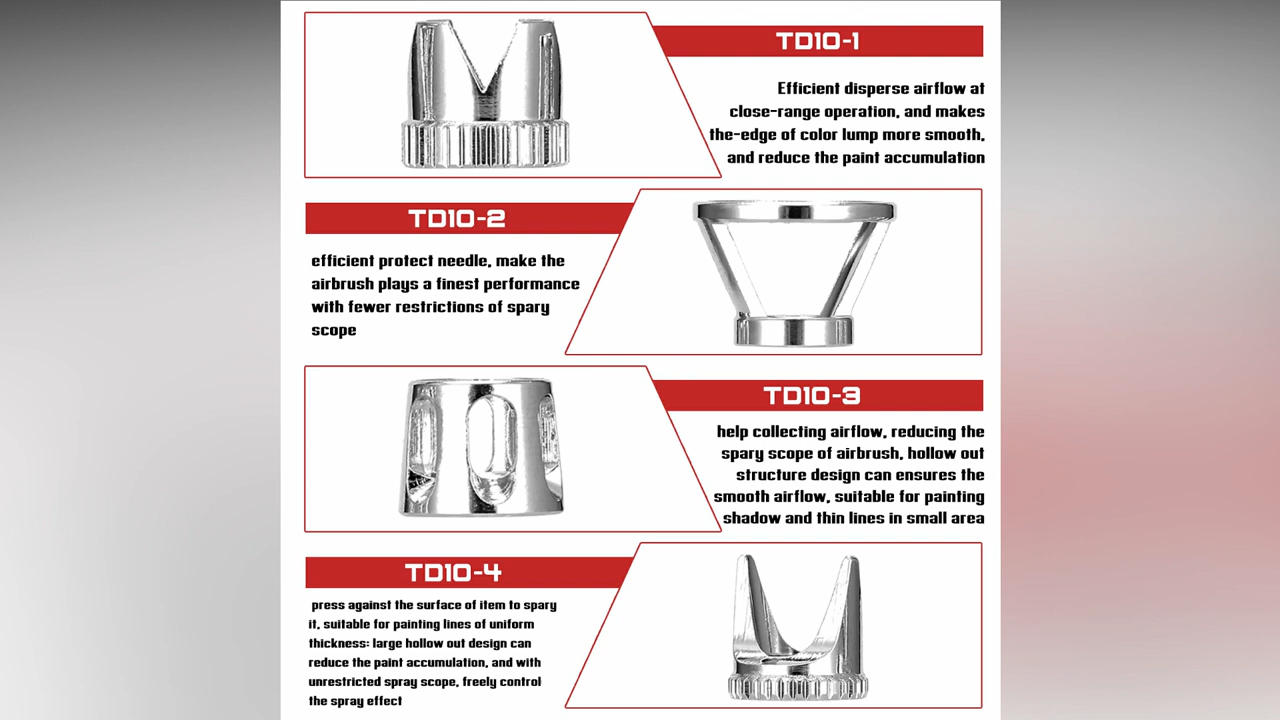 TD10-1
Efficient disperse airflow at
close-range operation, and makes
the-edge of color lump more smooth,
and reduce the paint accumulation
TD10-2
efficient protect needle, make the
airbrush plays a finest performance
with fewer restrictions of spary
scope
TD10-3
help collecting airflow, reducing the
spary scope of airbrush, hollow out
structure design can ensures the
smooth airflow, suitable for painting
shadow and thin lines in small area
TD10-4
press against the surface of item to spary
it, suitable for painting lines of uniform
thickness: large hollow out design can
reduce the paint accumulation, and with
unrestricted spray scope, freely control
the spray effect